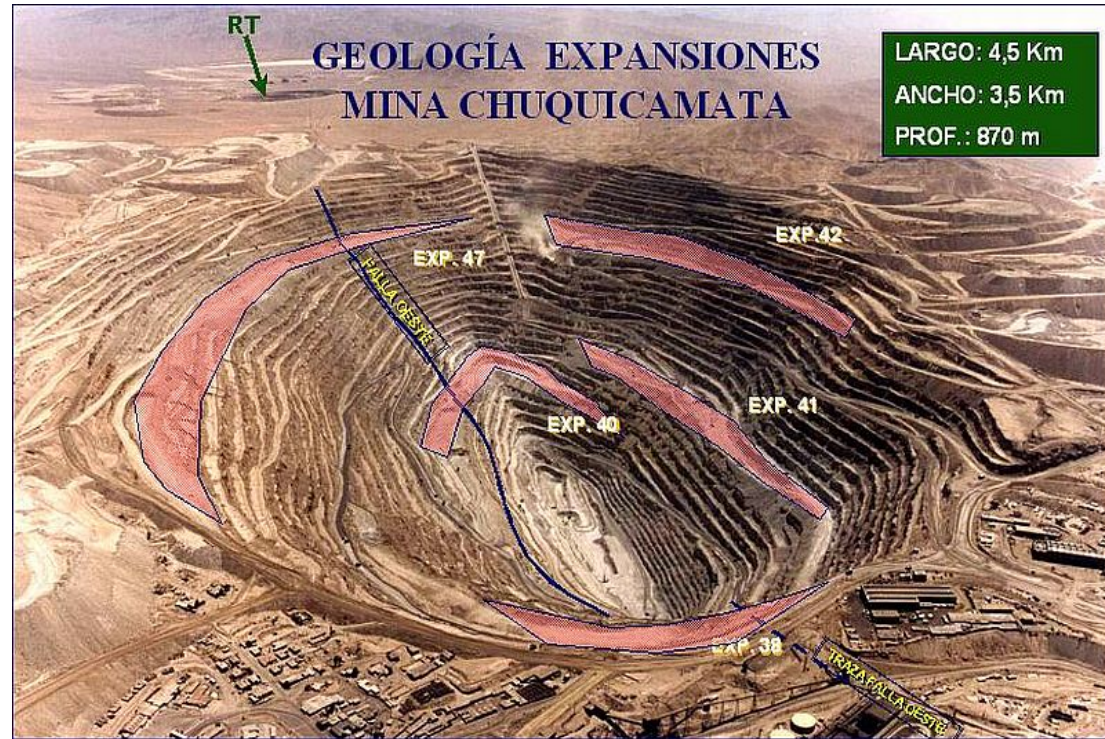 RT
GEOLOGÍA EXPANSIONES
MINA CHUQUICAMATA
LARGO: 4,5 Km
ANCHO: 3,5 Km
PROF.: 870 m
EXP.42
EXP. 47
FALLA OESTE
EXP. 41
EXP. 40
EXP. 38
TRAZA FALLA OESTE